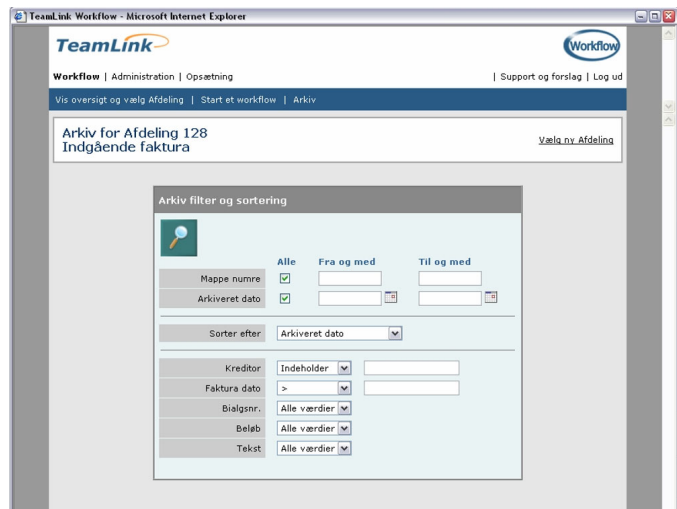 TeamLink Workflow - Microsoft Internet Explorer
TeamLink
Workflow
Workflow | Administration | Opsætning | Support og forslag | Log ud
Vis oversigt og vælg Afdeling | Start et workflow | Arkiv
Arkiv for Afdeling 128
Indgående faktura
Vælg ny Afdeling
Arkiv filter og sortering
Alle Fra og med Til og med
Mappe numre
Arkiveret dato
Sorter efter Arkiveret dato
Kreditor Indeholder
Faktura dato >
Bialgsnr. Alle værdier
Beløb Alle værdier
Tekst Alle værdier